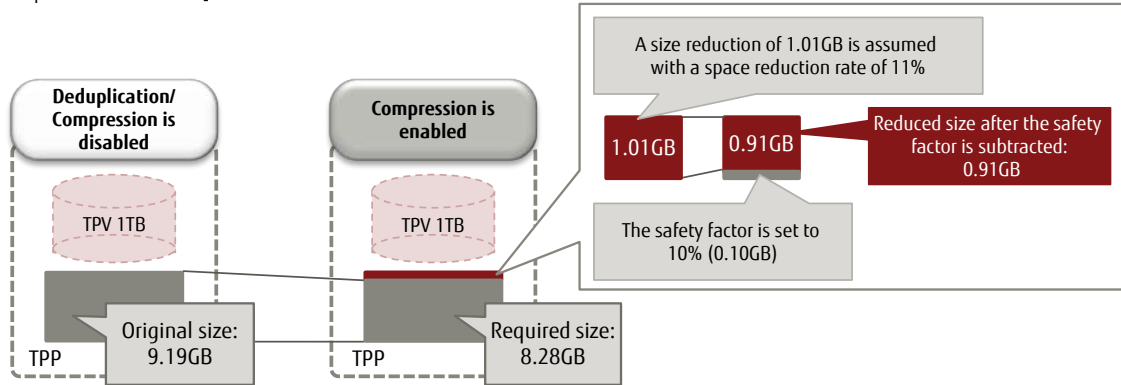 Deduplication/
Compression is
disabled
TPV 1TB
Original size:
9.19GB
TPP
Compression is
enabled
TPV 1TB
Required size:
8.28GB
TPP
A size reduction of 1.01GB is assumed
with a space reduction rate of 11%
1.01GB
0.91GB
Reduced size after the safety
factor is subtracted:
0.91GB
The safety factor is set to
10% (0.10GB)